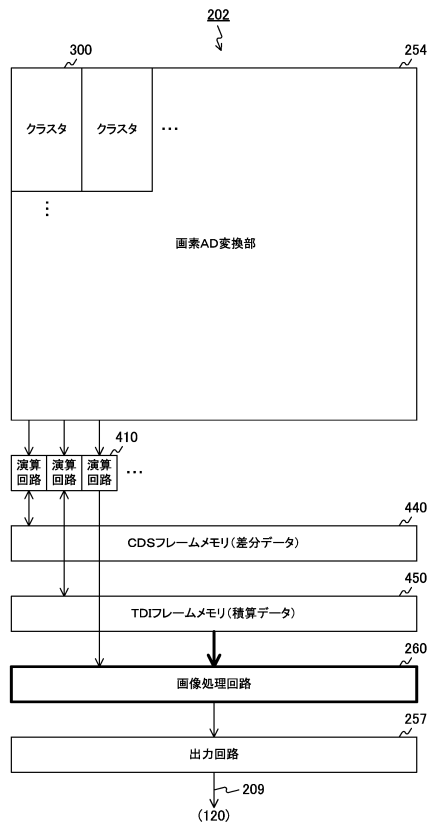 202
300
254
クラスタ
クラスタ
…
⋮
画素AD変換部
410
演算
回路
演算
回路
演算
回路
…
440
CDSフレームメモリ(差分データ)
450
TDIフレームメモリ(積算データ)
260
画像処理回路
257
出力回路
209
(120)